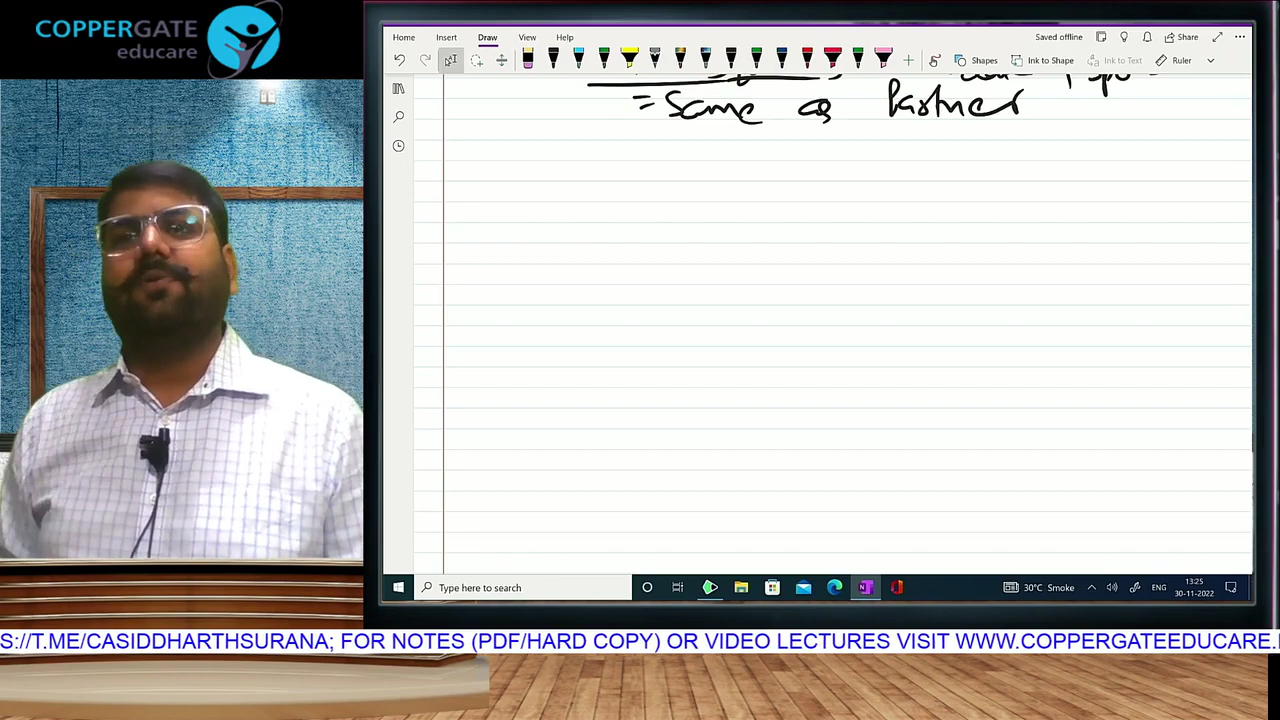 COPPERGATE
educare
Home Insert Draw View Help
Saved offline
Share
Shapes
Ink to Shape
Ink to Text
Ruler
= Same as Partner
Type here to search
30°C Smoke
ENG
13:25
30-11-2022
S://T.ME/CASIDDHARTHSURANA; FOR NOTES (PDF/HARD COPY) OR VIDEO LECTURES VISIT WWW.COPPERGATEEDUCARE.